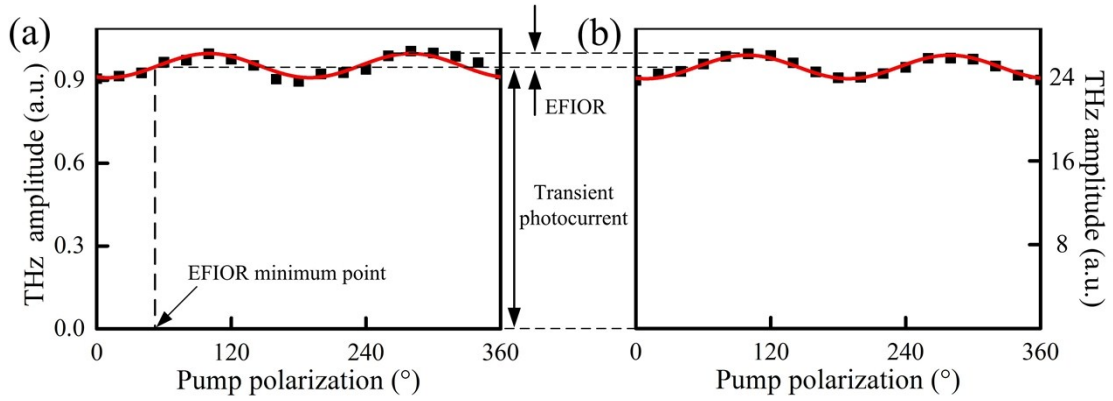 (a)
THz amplitude (a.u.)
0.9
0.6
0.3
0.0
EFIOR minimum point
0 120 240 360
Pump polarization (°)
EFIOR
Transient
photocurrent
(b)
24
16
8
THz amplitude (a.u.)
0 120 240 360
Pump polarization (°)